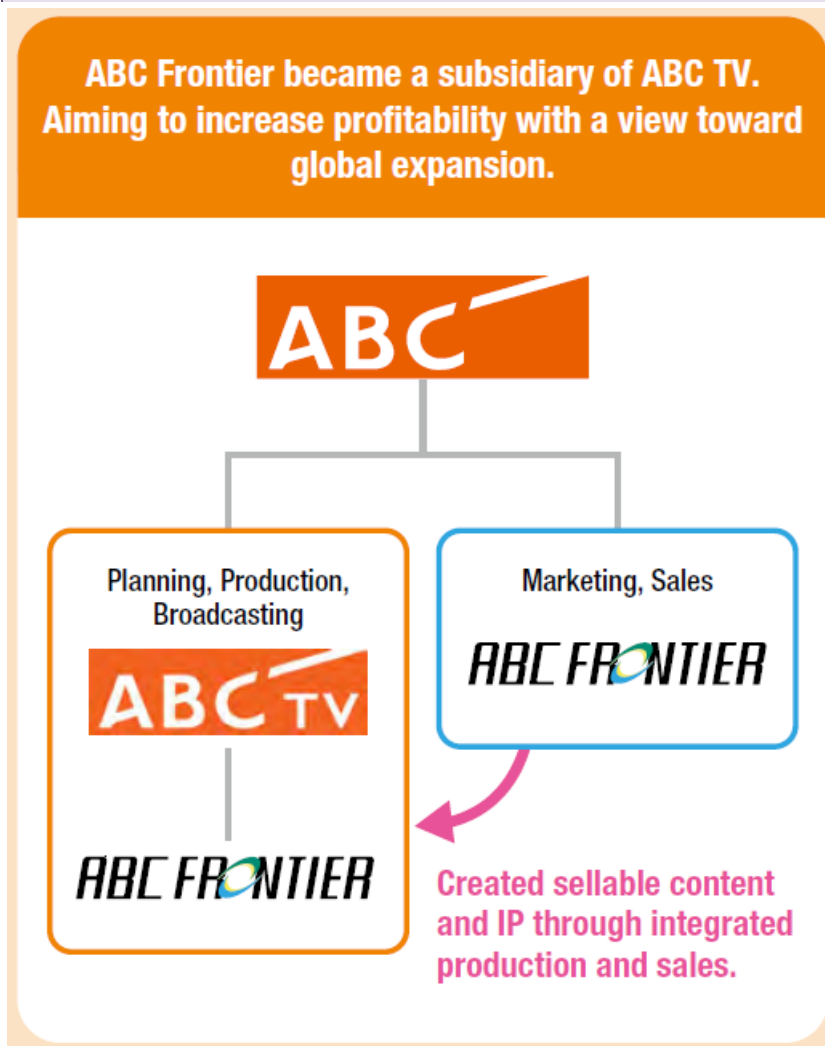 ABC Frontier became a subsidiary of ABC TV.
Aiming to increase profitability with a view toward
global expansion.
ABC
Planning, Production,
Broadcasting
ABC TV
ABC FRONTIER
Marketing, Sales
ABC FRONTIER
Created sellable content
and IP through integrated
production and sales.